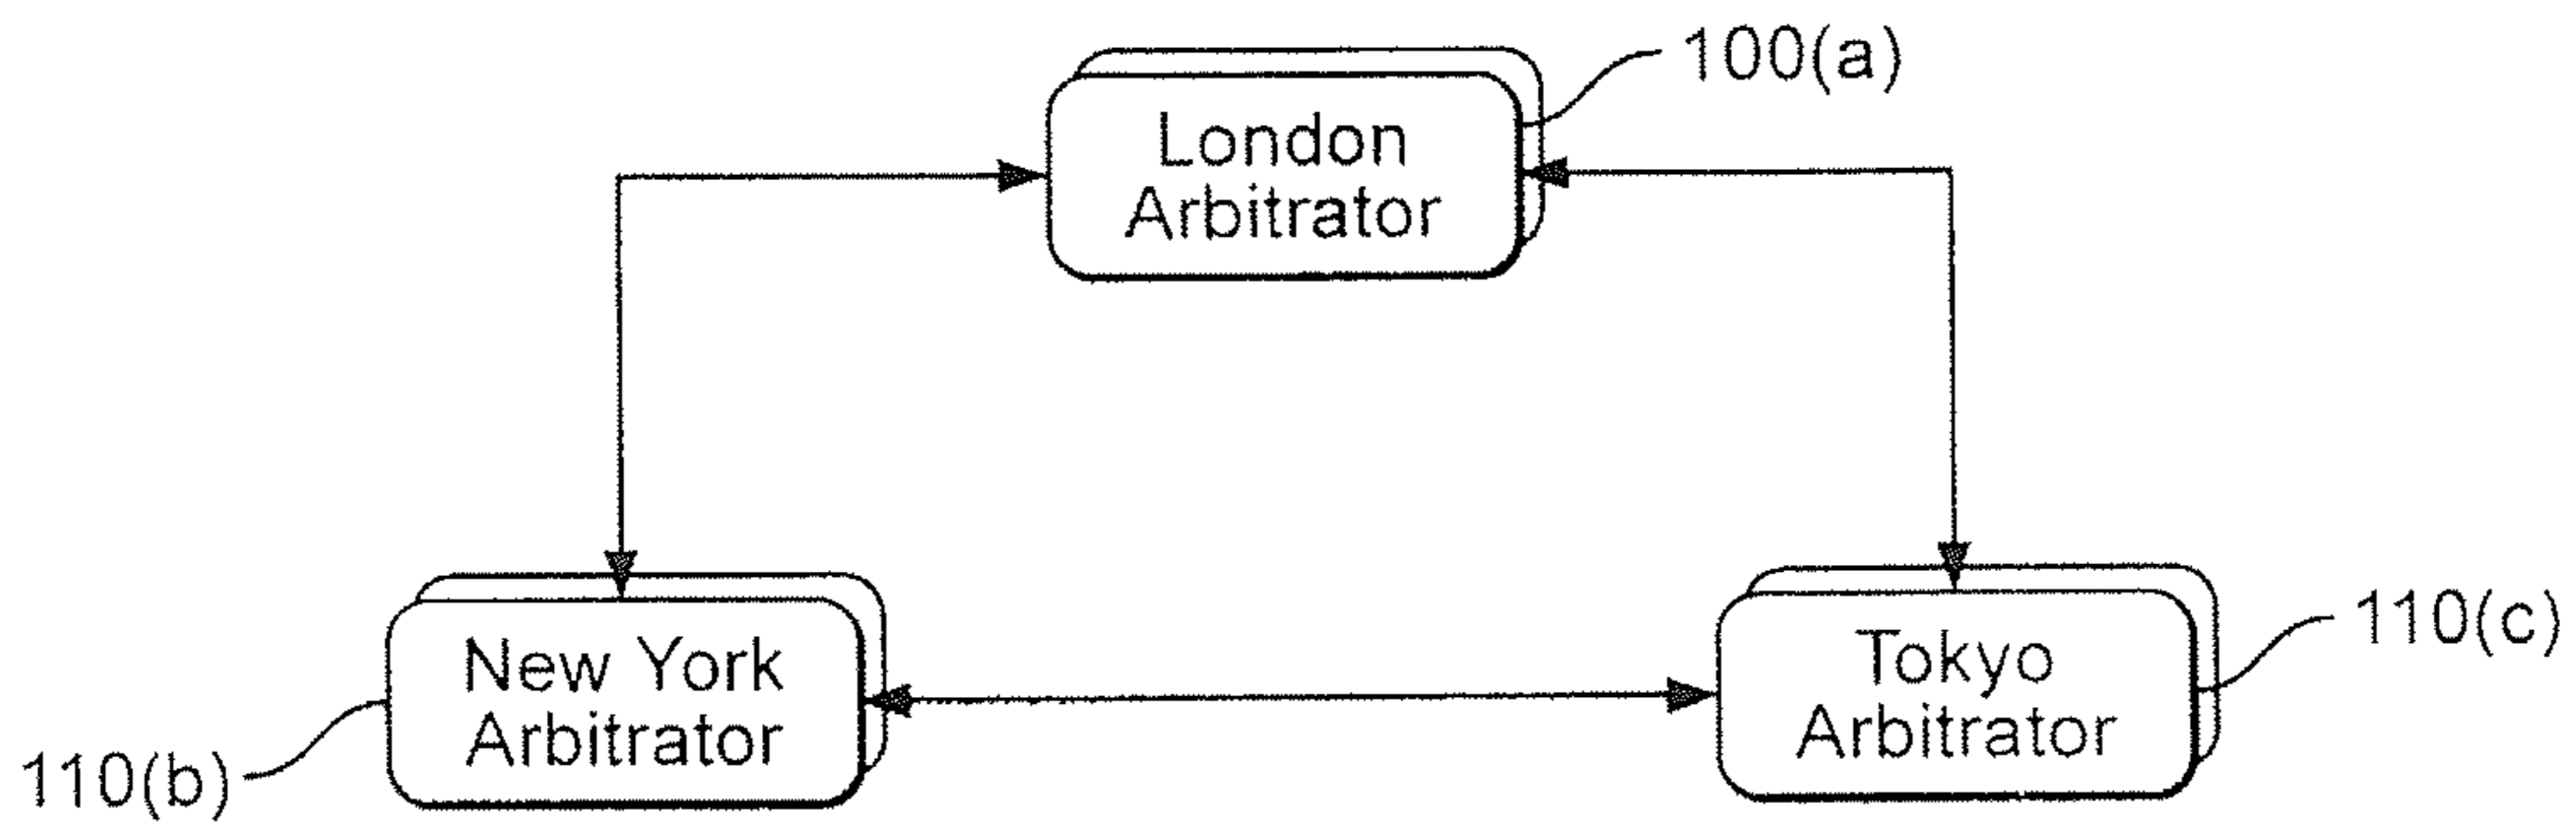 100(a)
London
Arbitrator
New York
Arbitrator
110(b)
Tokyo
Arbitrator
110(c)